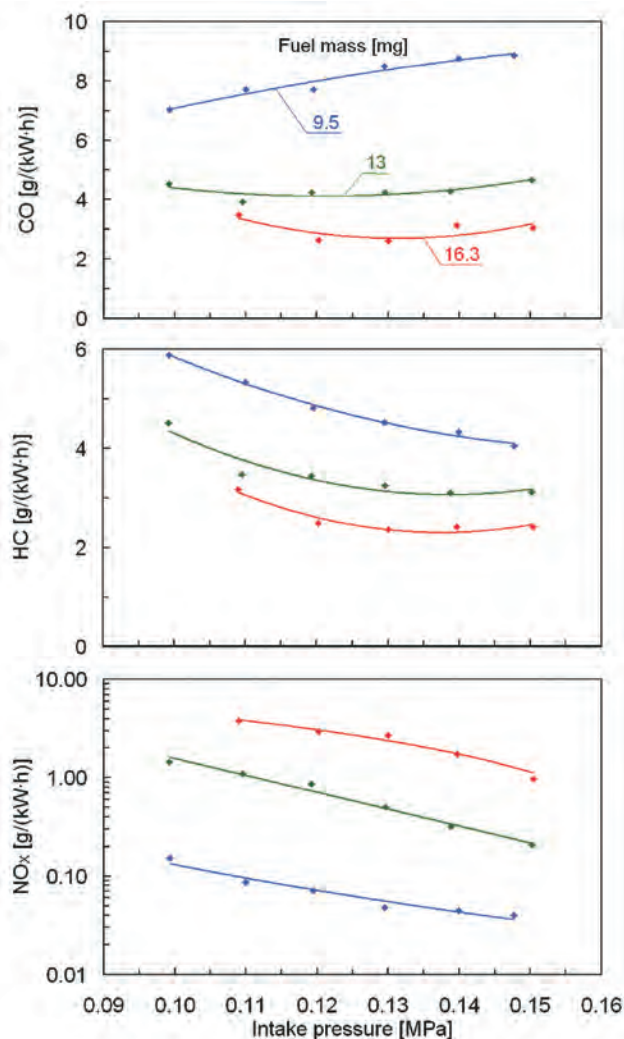 10
8
6
4
2
0
CO [g/(kW·h)]
Fuel mass [mg]
9.5
13
16.3
6
4
2
0
HC [g/(kW·h)]
10.00
1.00
0.10
0.01
NOx [g/(kW·h)]
0.09 0.10 0.11 0.12 0.13 0.14 0.15 0.16
Intake pressure [MPa]